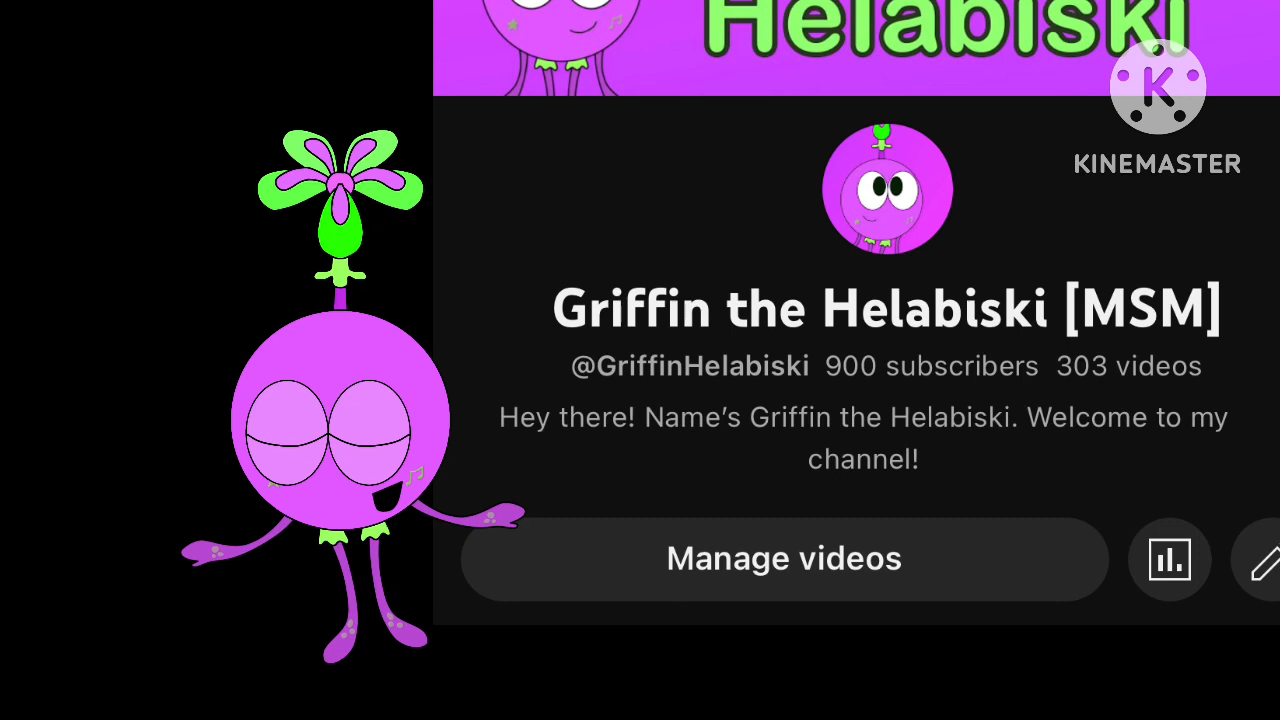 Helabiski
K
KINEMASTER
Griffin the Helabiski [MSM]
@GriffinHelabiski 900 subscribers 303 videos
Hey there! Name’s Griffin the Helabiski. Welcome to my
channel!
Manage videos